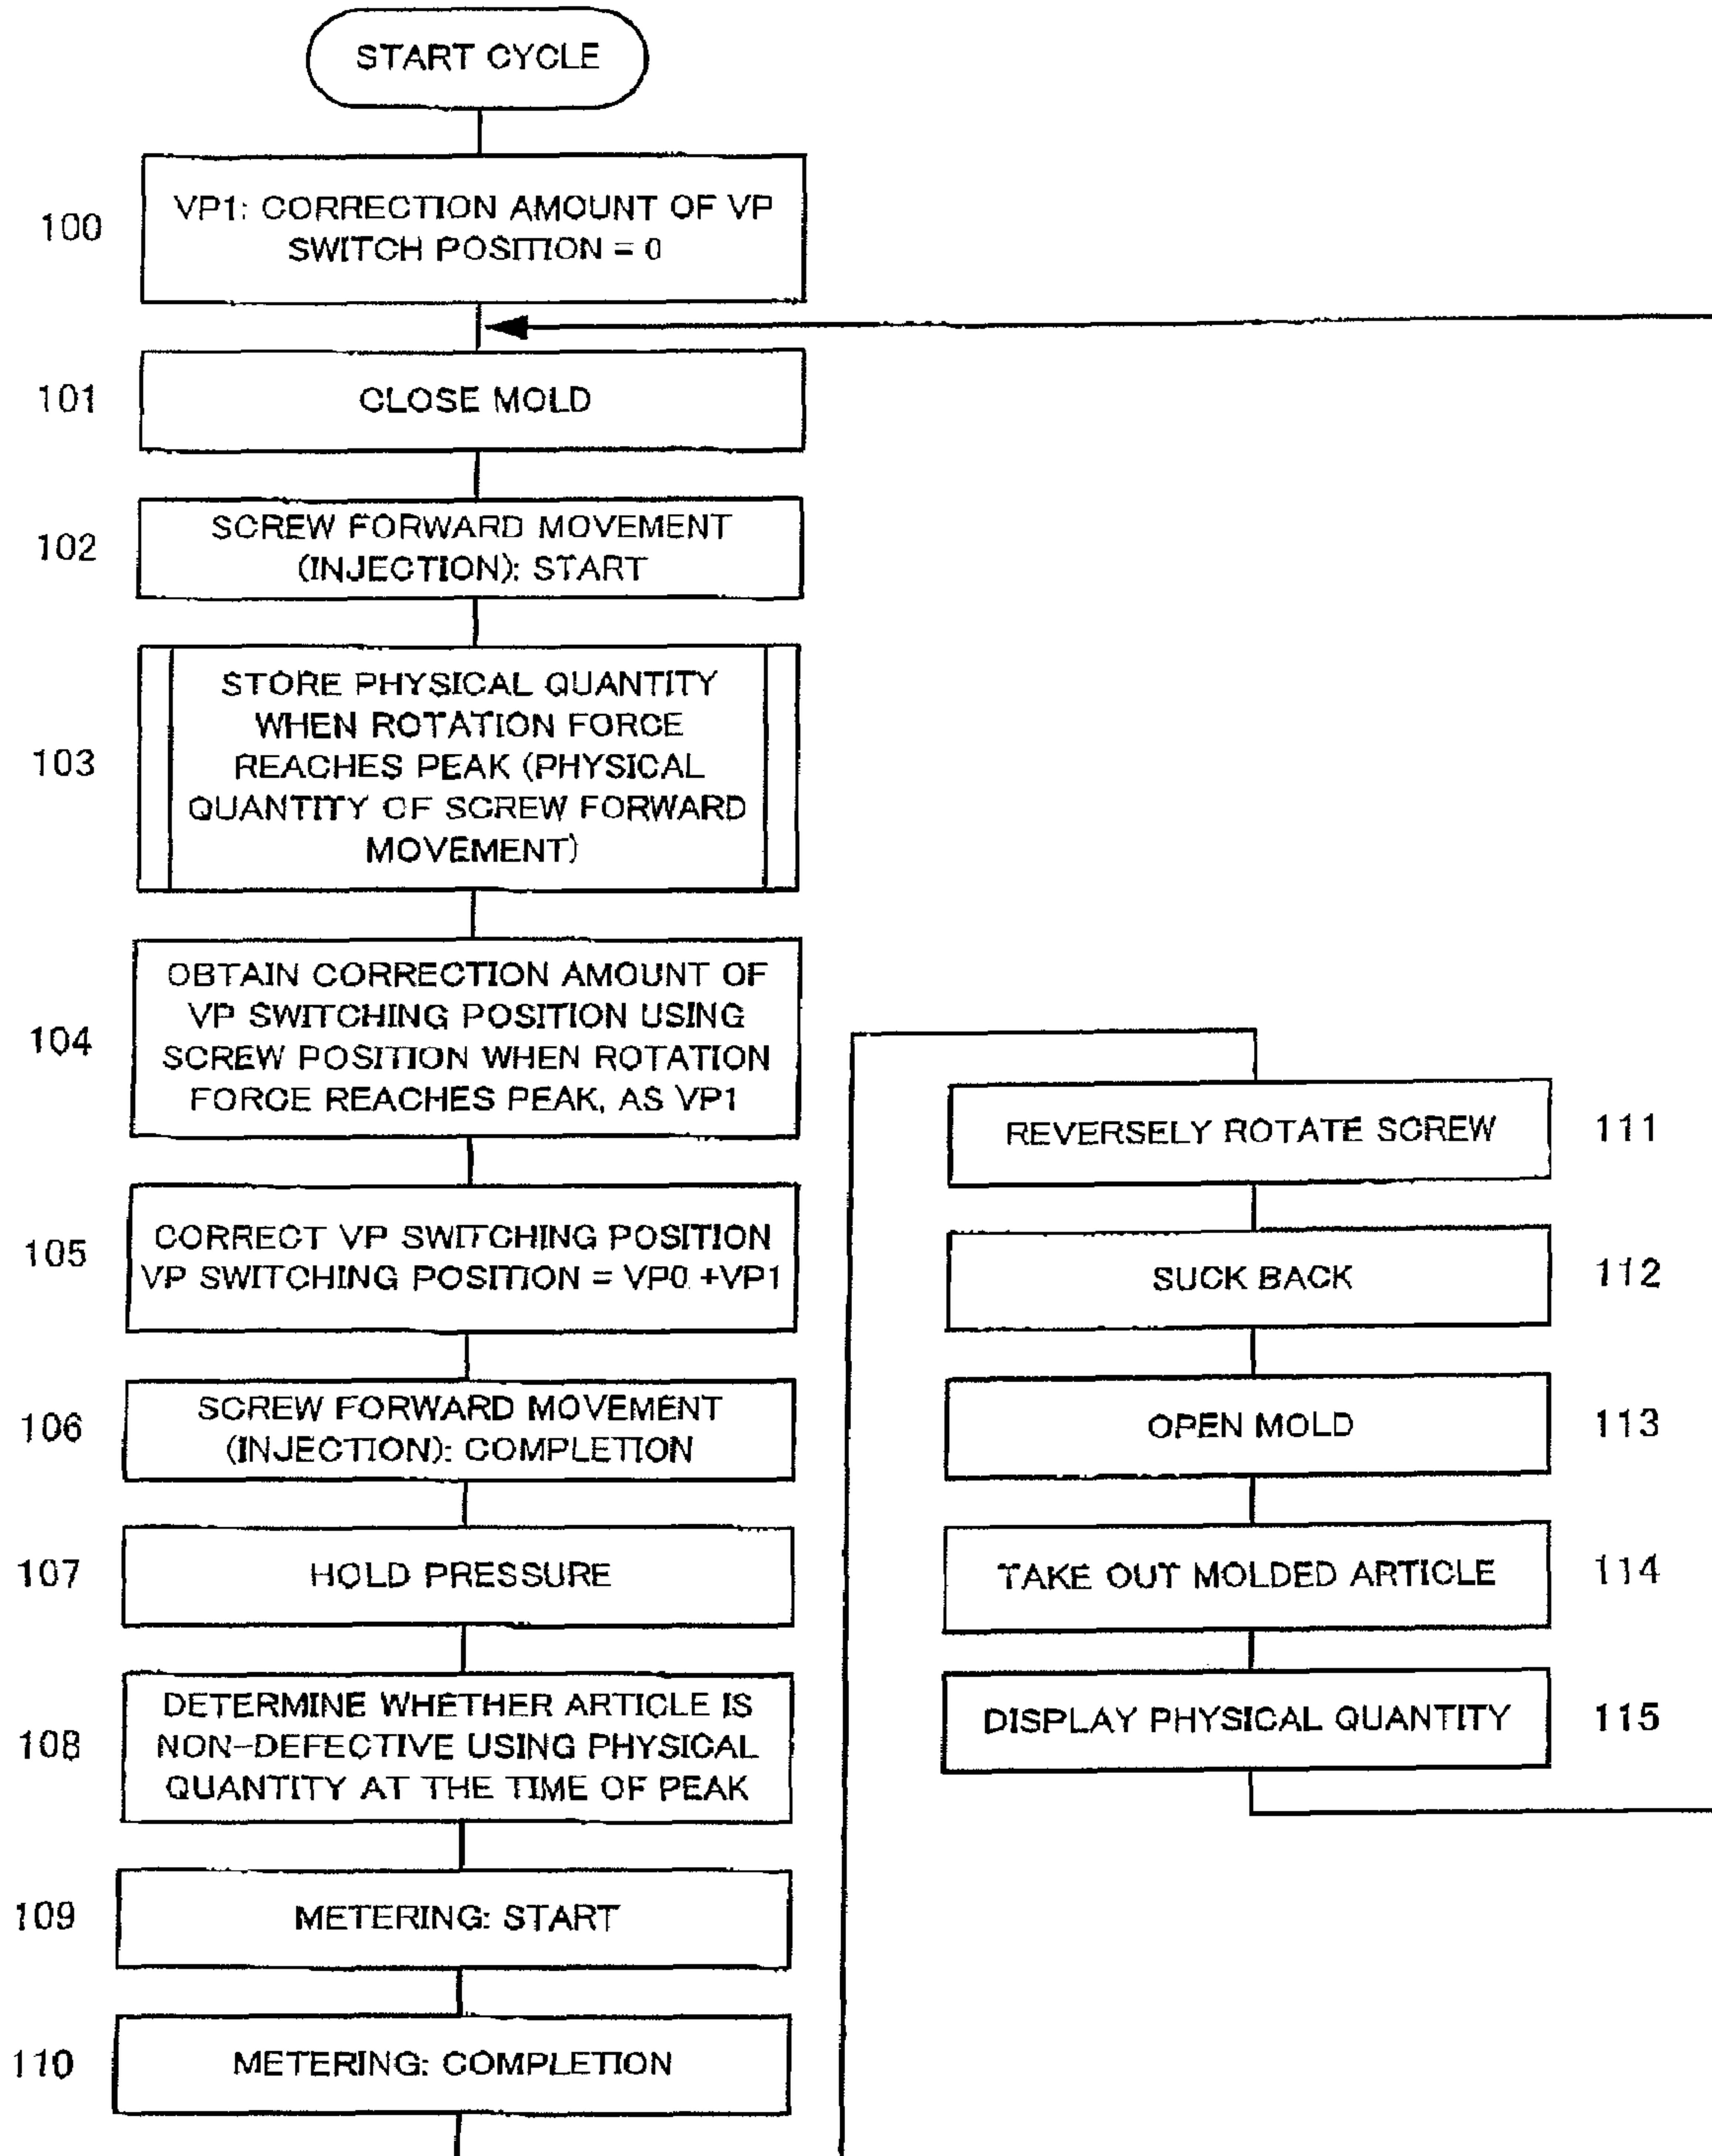 START CYCLE
100
VP1: CORRECTION AMOUNT OF VP
SWITCH POSITION = 0
101
CLOSE MOLD
102
SCREW FORWARD MOVEMENT
(INJECTION): START
103
STORE PHYSICAL QUANTITY
WHEN ROTATION FORCE
REACHES PEAK (PHYSICAL
QUANTITY OF SCREW FORWARD
MOVEMENT)
104
OBTAIN CORRECTION AMOUNT OF
VP SWITCHING POSITION USING
SCREW POSITION WHEN ROTATION
FORCE REACHES PEAK, AS VP1
105
CORRECT VP SWITCHING POSITION
VP SWITCHING POSITION = VP0 +VP1
106
SCREW FORWARD MOVEMENT
(INJECTION): COMPLETION
107
HOLD PRESSURE
108
DETERMINE WHETHER ARTICLE IS
NON-DEFECTIVE USING PHYSICAL
QUANTITY AT THE TIME OF PEAK
109
METERING: START
110
METERING: COMPLETION
REVERSELY ROTATE SCREW
111
SUCK BACK
112
OPEN MOLD
113
TAKE OUT MOLDED ARTICLE
114
DISPLAY PHYSICAL QUANTITY
115